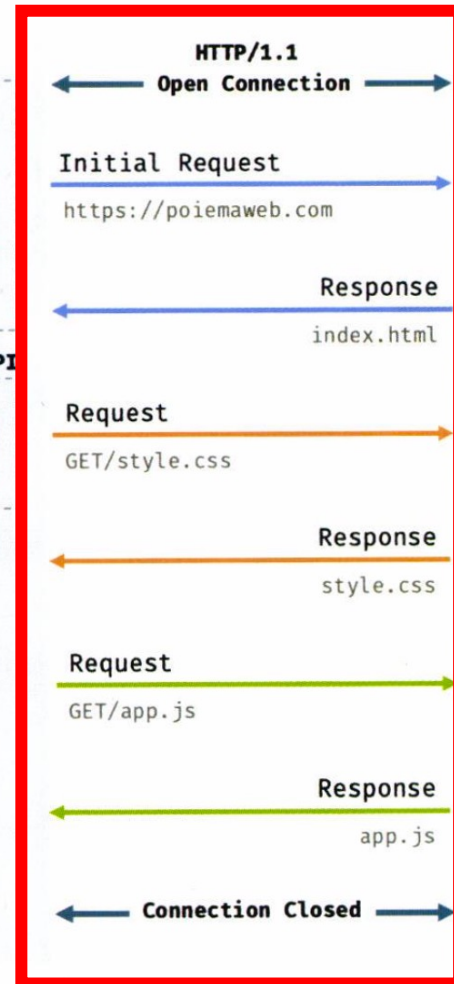 HTTP/1.1
Open Connection
Initial Request
https://poiemaweb.com
Response
index.html
PI
Request
GET/style.css
Response
style.css
Request
GET/app.js
Response
app.js
Connection Closed